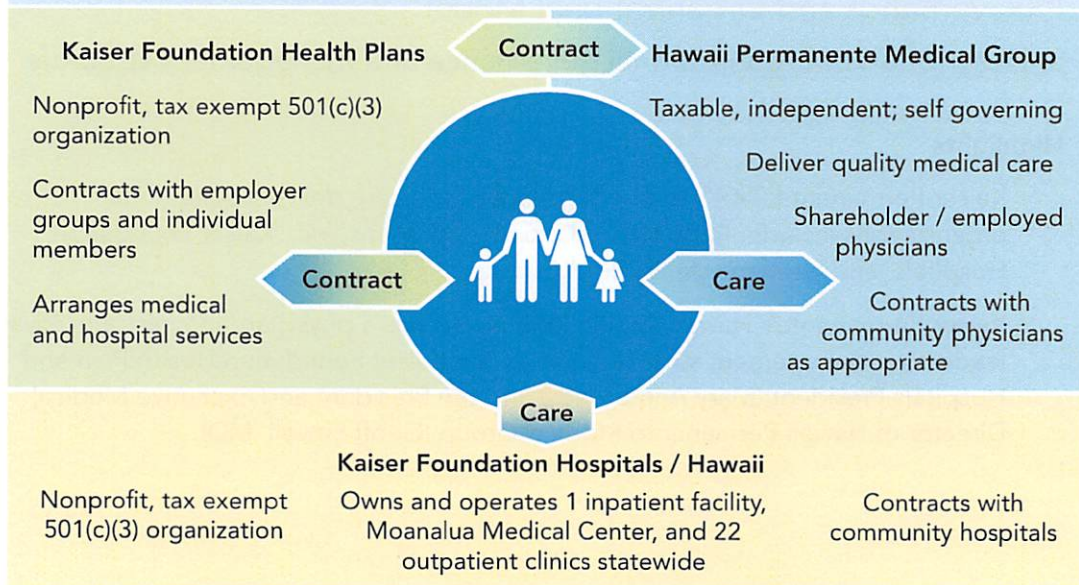 Kaiser Foundation Health Plans
Contract
Hawaii Permanente Medical Group
Nonprofit, tax exempt 501(c)(3)
organization
Contracts with employer
groups and individual
members
Contract
Arranges medical
and hospital services
Taxable, independent; self governing
Deliver quality medical care
Shareholder / employed
physicians
Care
Contracts with
community physicians
as appropriate
Care
Kaiser Foundation Hospitals / Hawaii
Nonprofit, tax exempt
501(c)(3) organization
Owns and operates 1 inpatient facility,
Moanalua Medical Center, and 22
outpatient clinics statewide
Contracts with
community hospitals